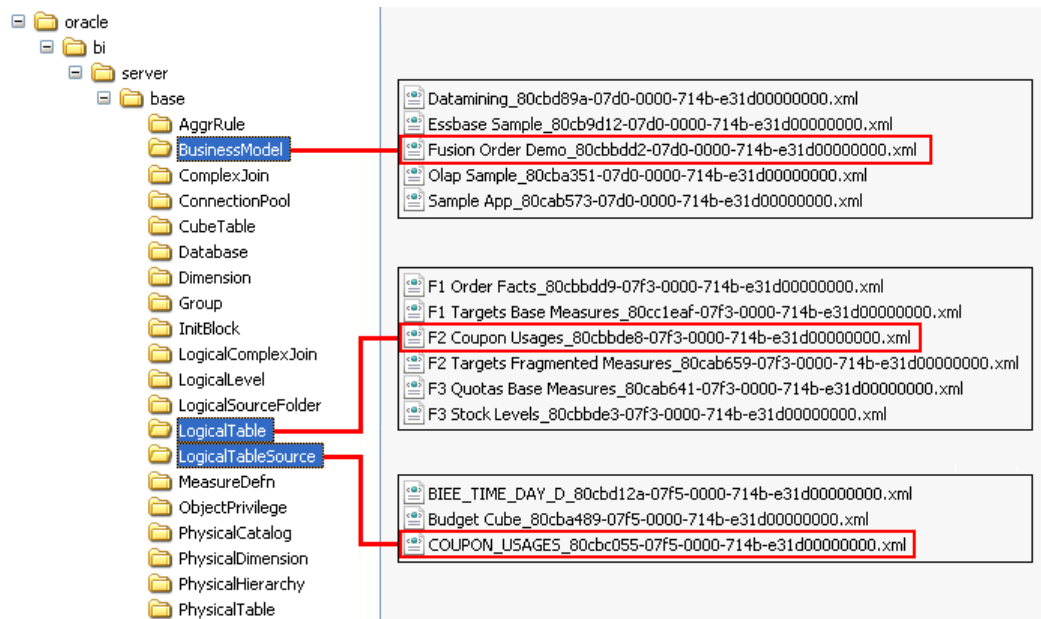 oracle
bi
server
base
AggrRule
BusinessModel
ComplexJoin
ConnectionPool
CubeTable
Database
Dimension
Group
InitBlock
LogicalComplexJoin
LogicalLevel
LogicalSourceFolder
LogicalTable
LogicalTableSource
MeasureDefn
ObjectPrivilege
PhysicalCatalog
PhysicalDimension
PhysicalHierarchy
PhysicalTable
Datamining_80cbd89a-07d0-0000-714b-e31d00000000.xml
Essbase Sample_80cb9d12-07d0-0000-714b-e31d00000000.xml
Fusion Order Demo_80cbbdd2-07d0-0000-714b-e31d00000000.xml
Olap Sample_80cba351-07d0-0000-714b-e31d00000000.xml
Sample App_80cab573-07d0-0000-714b-e31d00000000.xml
F1 Order Facts_80cbbdd9-07f3-0000-714b-e31d00000000.xml
F1 Targets Base Measures_80cc1eaf-07f3-0000-714b-e31d00000000.xml
F2 Coupon Usages_80cbbde8-07f3-0000-714b-e31d00000000.xml
F2 Targets Fragmented Measures_80cab659-07f3-0000-714b-e31d00000000.xml
F3 Quotas Base Measures_80cab641-07f3-0000-714b-e31d00000000.xml
F3 Stock Levels_80cbbde3-07f3-0000-714b-e31d00000000.xml
BIEE_TIME_DAY_D_80cbd12a-07f5-0000-714b-e31d00000000.xml
Budget Cube_80cba489-07f5-0000-714b-e31d00000000.xml
COUPON_USAGES_80cbc055-07f5-0000-714b-e31d00000000.xml